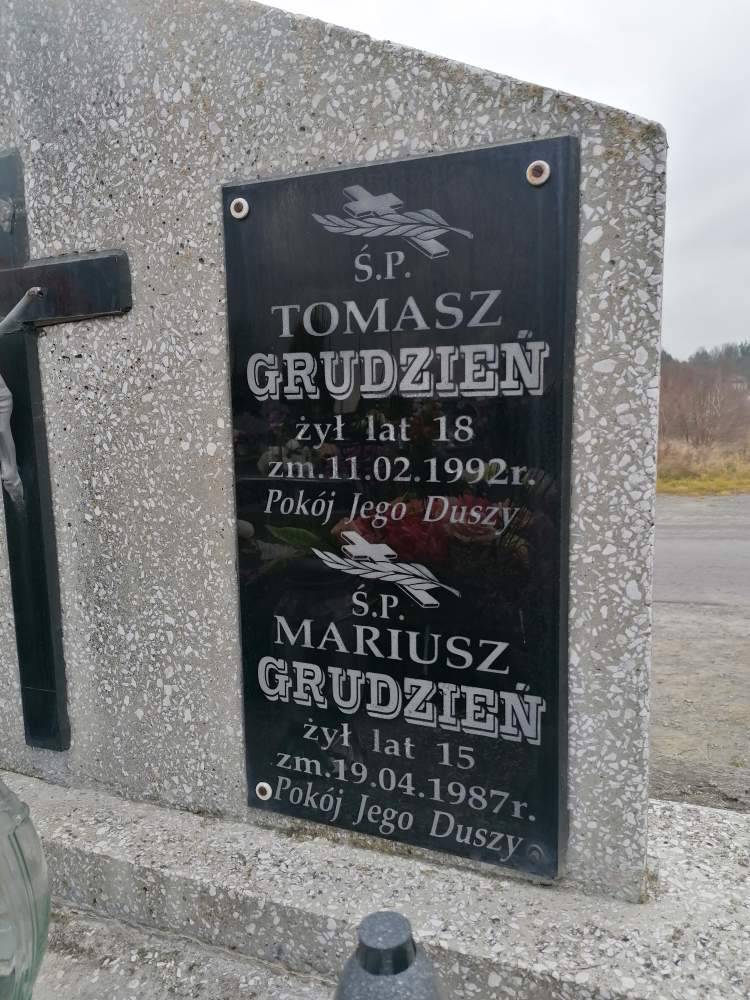 Ś.P.
TOMASZ
GRUDZIEŃ
żył lat 18
zm.11.02.1992r.
Pokój Jego Duszy
Ś.P.
MARIUSZ
GRUDZIEŃ
żył lat 15
zm.19.04.1987r.
Pokój Jego Duszy